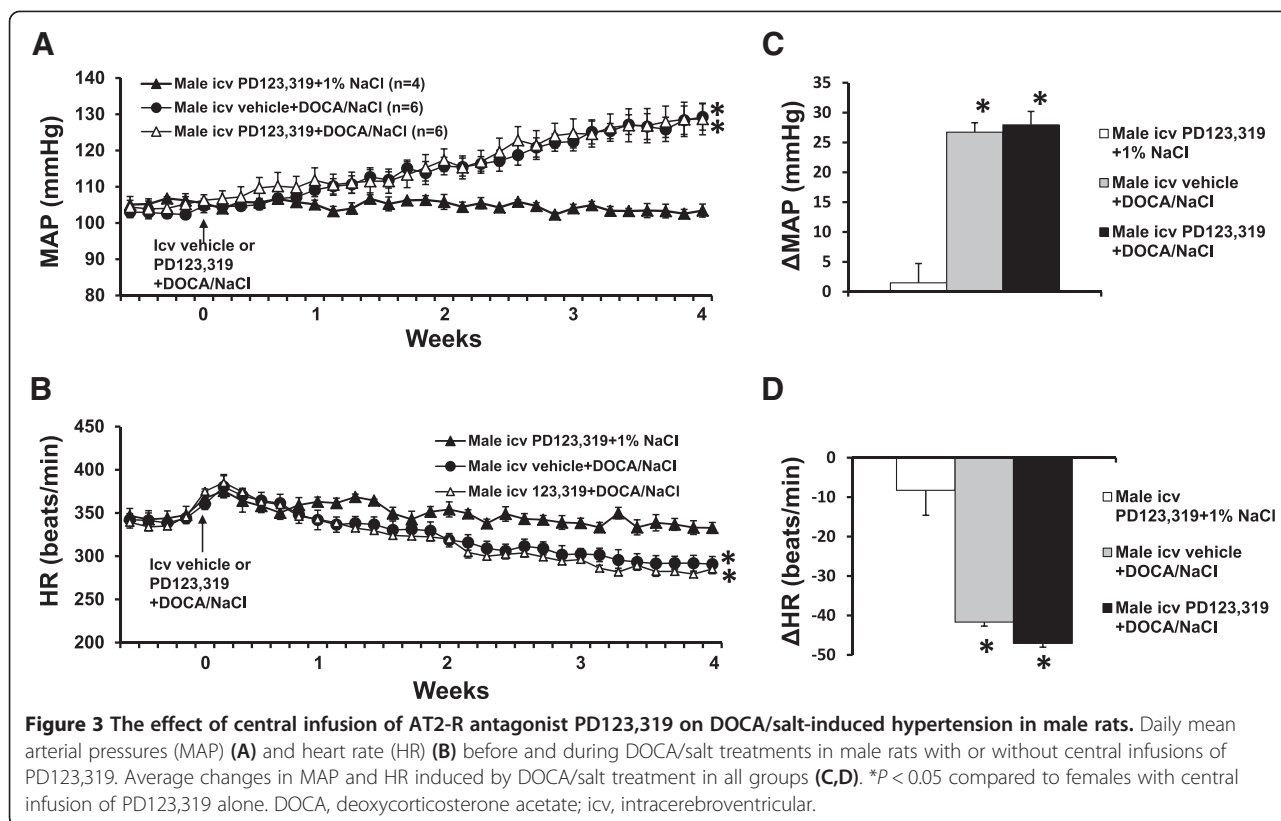 A
Male icv PD123,319+1% NaCl (n=4)
Male icv vehicle+DOCA/NaCl (n=6)
Male icv PD123,319+DOCA/NaCl (n=6)
MAP (mmHg)
140
130
120
110
100
90
80
*
*
Icv vehicle or
PD123,319
+DOCA/NaCl
0 1 2 3 4
Weeks
C
ΔMAP (mmHg)
35
30
25
20
15
10
5
0
* *
Male icv PD123,319
+1% NaCl
Male icv vehicle
+DOCA/NaCl
Male icv PD123,319
+DOCA/NaCl
B
HR (beats/min)
450
400
350
300
250
200
Male icv PD123,319+1% NaCl
Male icv vehicle+DOCA/NaCl
Male icv 123,319+DOCA/NaCl
*
*
Icv vehicle or
PD123,319
+DOCA/NaCl
0 1 2 3 4
Weeks
D
ΔHR (beats/min)
0
-10
-20
-30
-40
-50
* *
Male icv
PD123,319+1% NaCl
Male icv vehicle
+DOCA/NaCl
Male icv PD123,319
+DOCA/NaCl
Figure 3 The effect of central infusion of AT2-R antagonist PD123,319 on DOCA/salt-induced hypertension in male rats. Daily mean
arterial pressures (MAP) (A) and heart rate (HR) (B) before and during DOCA/salt treatments in male rats with or without central infusions of
PD123,319. Average changes in MAP and HR induced by DOCA/salt treatment in all groups (C,D). *P < 0.05 compared to females with central
infusion of PD123,319 alone. DOCA, deoxycorticosterone acetate; icv, intracerebroventricular.